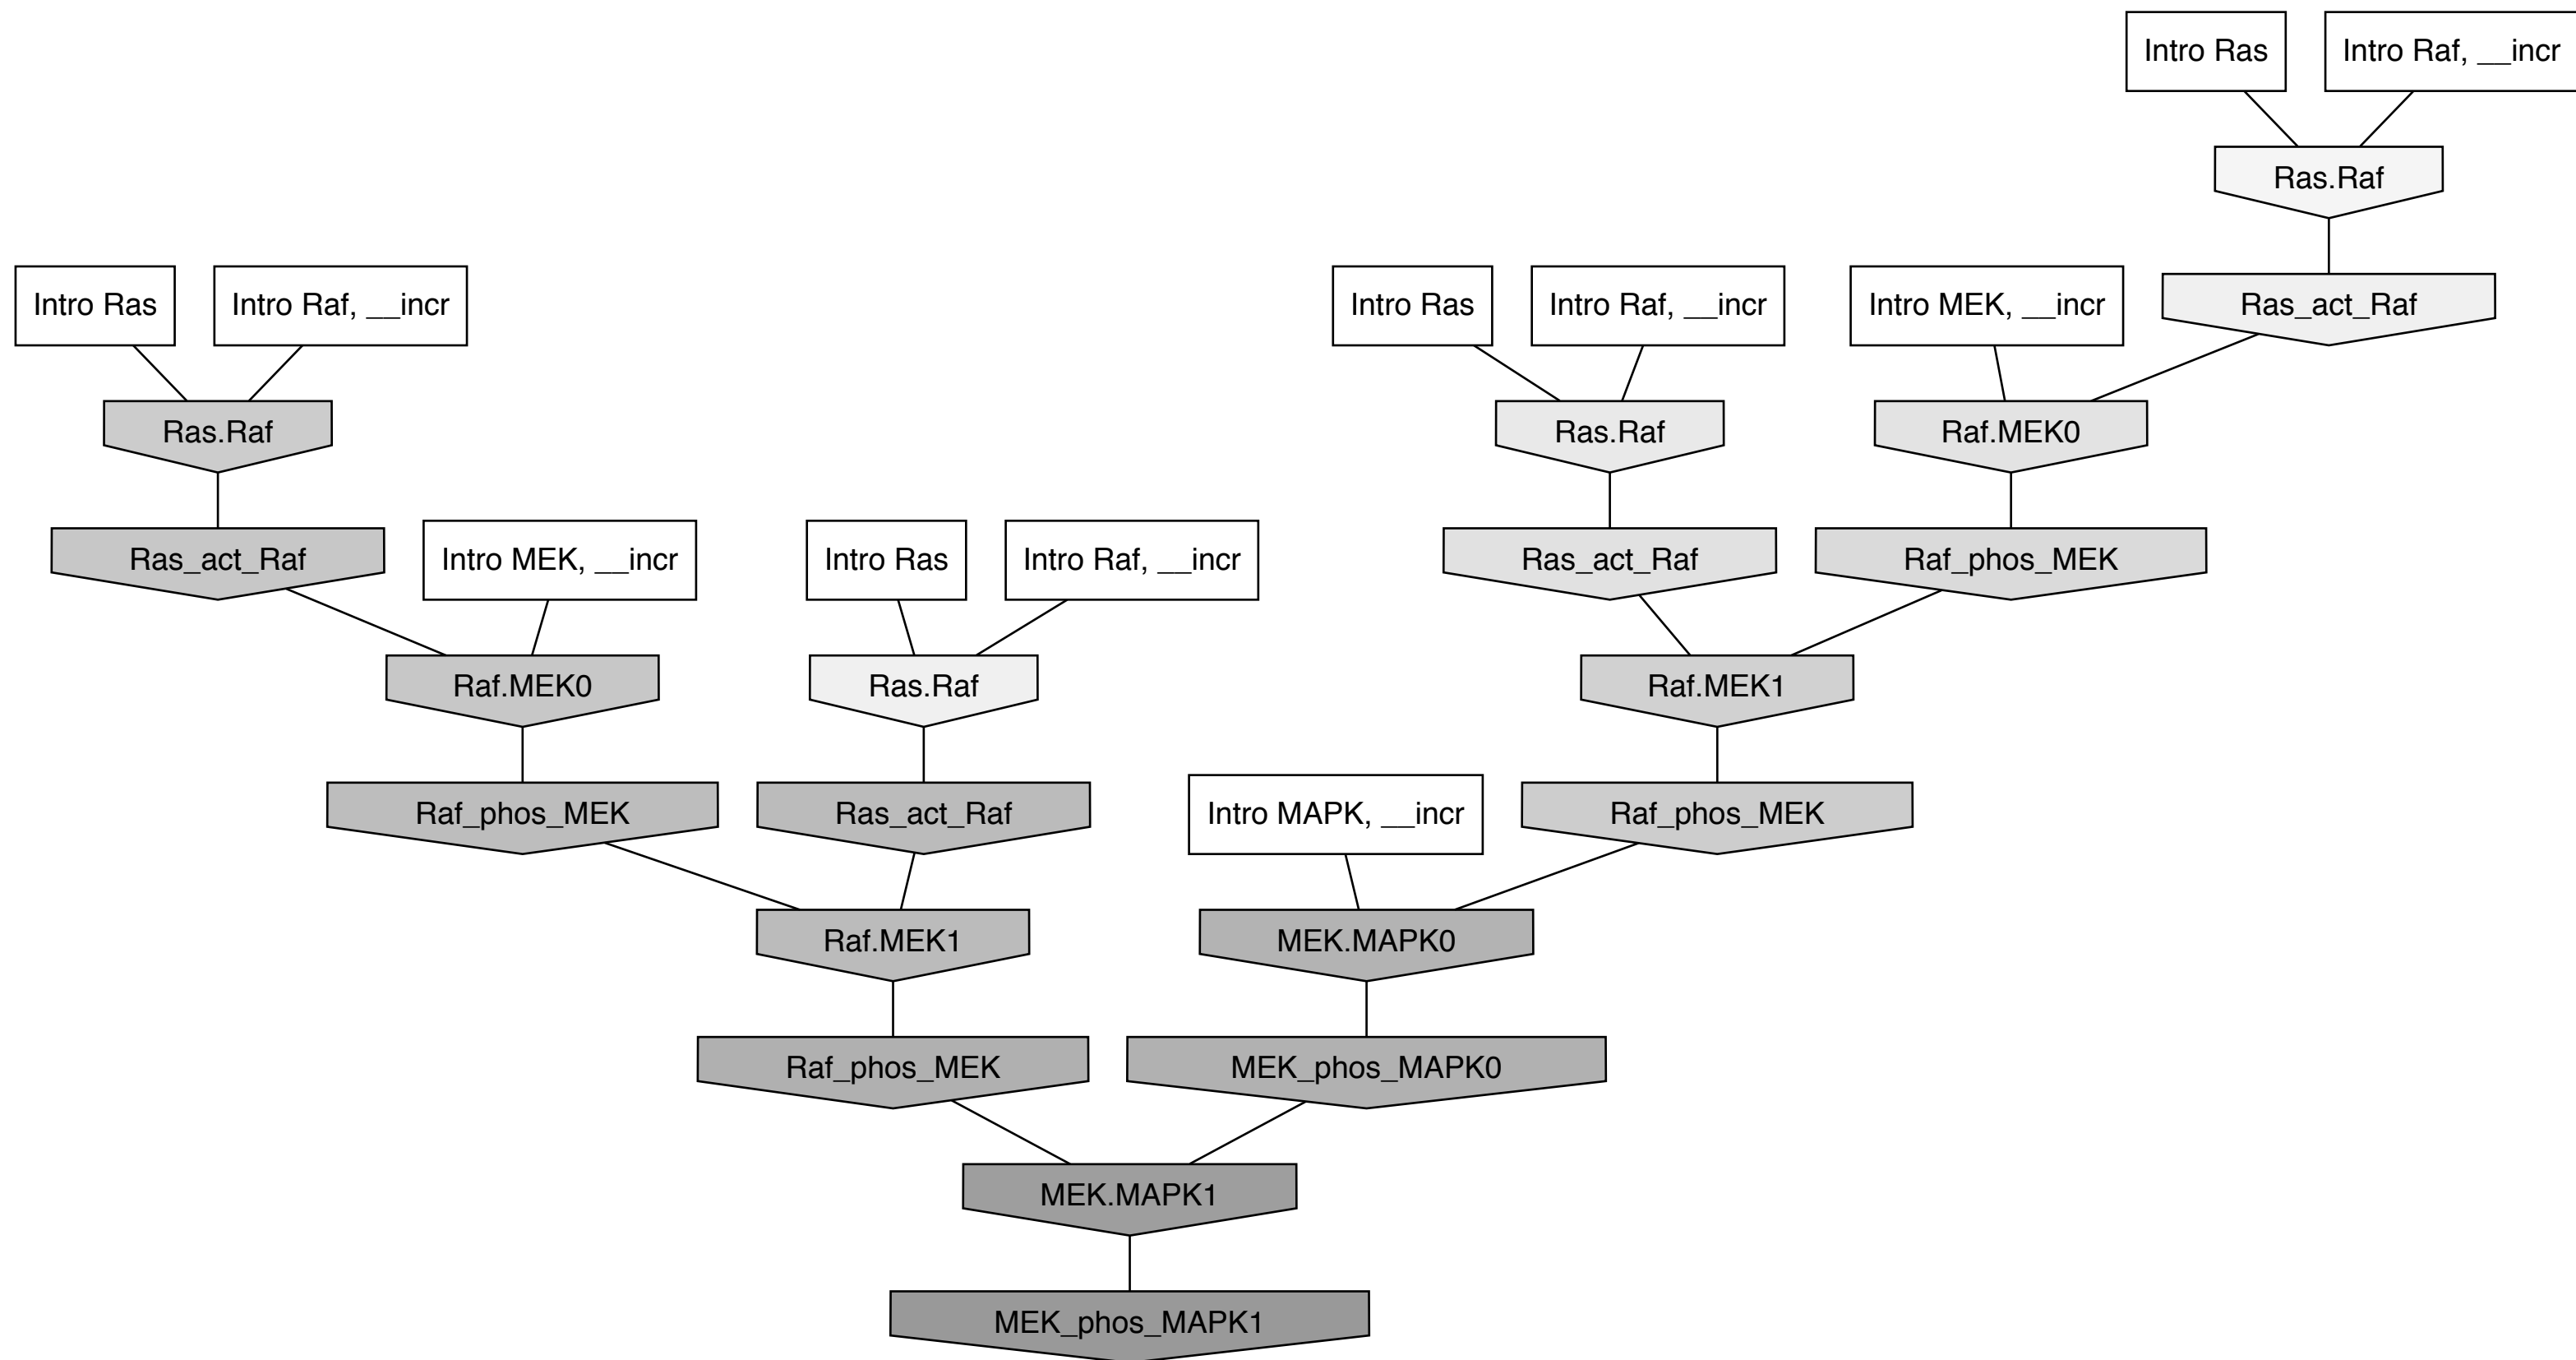 Intro Ras
Intro Raf, __incr
Ras.Raf
Intro Ras
Intro Raf, __incr
Intro Ras
Intro Raf, __incr
Intro MEK, __incr
Ras_act_Raf
Ras.Raf
Ras.Raf
Raf.MEK0
Ras_act_Raf
Intro MEK, __incr
Intro Ras
Intro Raf, __incr
Ras_act_Raf
Raf_phos_MEK
Raf.MEK0
Ras.Raf
Raf.MEK1
Raf_phos_MEK
Ras_act_Raf
Intro MAPK, __incr
Raf_phos_MEK
Raf.MEK1
MEK.MAPK0
Raf_phos_MEK
MEK_phos_MAPK0
MEK.MAPK1
MEK_phos_MAPK1